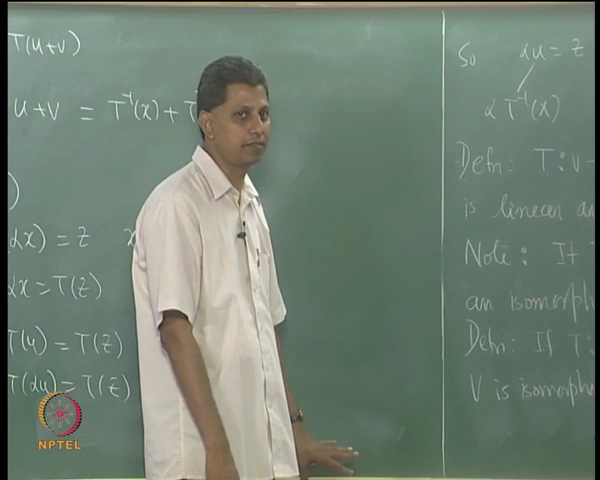 T(u+v)
u+v = T⁻¹(x) + T
)
αx) = z
αx = T(z)
T(y) = T(z)
T(αu) = T(z)
So αu = z
α T⁻¹(x)
Defn: T: V
is linear an
Note: If T
an isomorph
Defn: If T:
V is isomorph
NPTEL